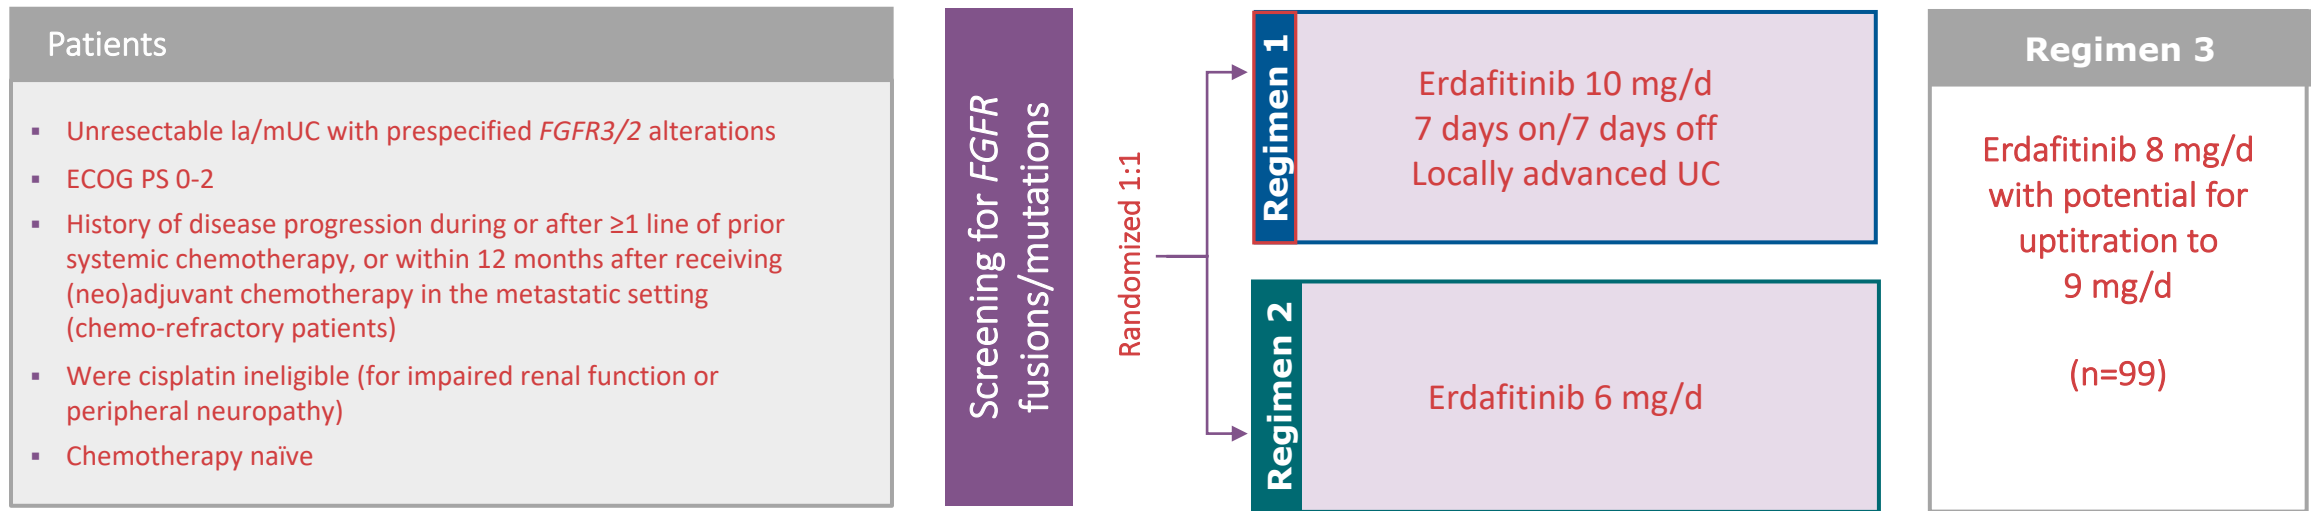 Patients
▪ Unresectable la/mUC with prespecified FGFR3/2 alterations
▪ ECOG PS 0-2
▪ History of disease progression during or after ≥1 line of prior
systemic chemotherapy, or within 12 months after receiving
(neo)adjuvant chemotherapy in the metastatic setting
(chemo-refractory patients)
▪ Were cisplatin ineligible (for impaired renal function or
peripheral neuropathy)
▪ Chemotherapy naïve
Screening for FGFR
fusions/mutations
Randomized 1:1
Regimen 1
Erdafitinib 10 mg/d
7 days on/7 days off
Locally advanced UC
Regimen 2
Erdafitinib 6 mg/d
Regimen 3
Erdafitinib 8 mg/d
with potential for
uptitration to
9 mg/d
(n=99)